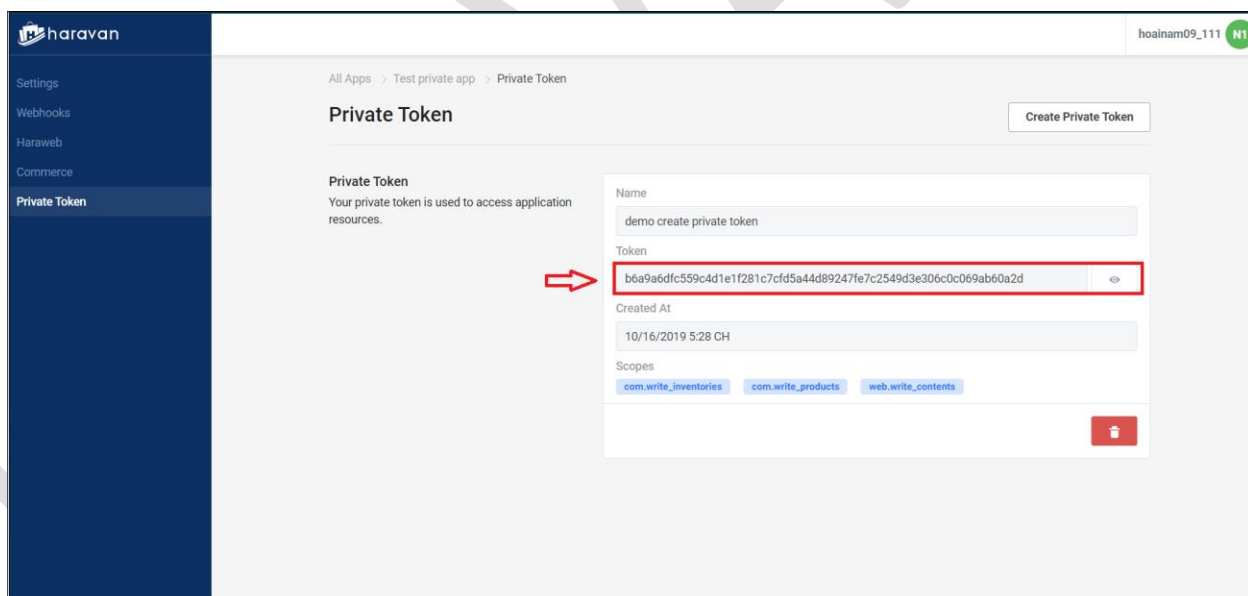 haravan
hoainam09_111 N1
Settings
Webhooks
Haraweb
Commerce
Private Token
All Apps > Test private app > Private Token
Private Token
Create Private Token
Private Token
Your private token is used to access application
resources.
Name
demo create private token
Token
b6a9a6dfc559c4d1e1f281c7cfd5a44d89247fe7c2549d3e306c0c069ab60a2d
Created At
10/16/2019 5:28 CH
Scopes
com.write_inventories com.write_products web.write_contents